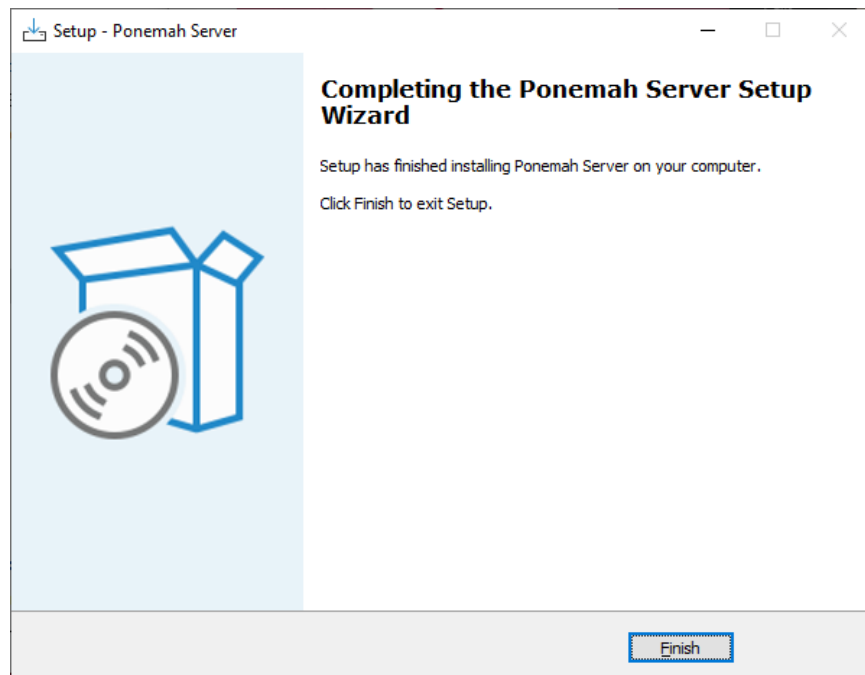 Setup - Ponemah Server
Completing the Ponemah Server Setup
Wizard
Setup has finished installing Ponemah Server on your computer.
Click Finish to exit Setup.
Finish